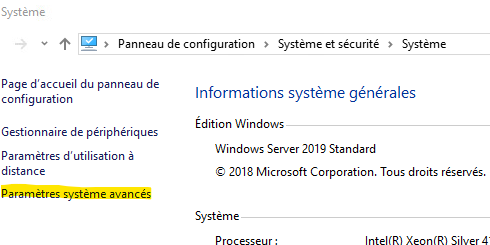 Système
Panneau de configuration > Système et sécurité > Système
Page d'accueil du panneau de
configuration
Informations système générales
Gestionnaire de périphériques
Édition Windows
Paramètres d'utilisation à
distance
Windows Server 2019 Standard
© 2018 Microsoft Corporation. Tous droits réservés.
Paramètres système avancés
Système
Processeur : Intel(R) Xeon(R) Silver